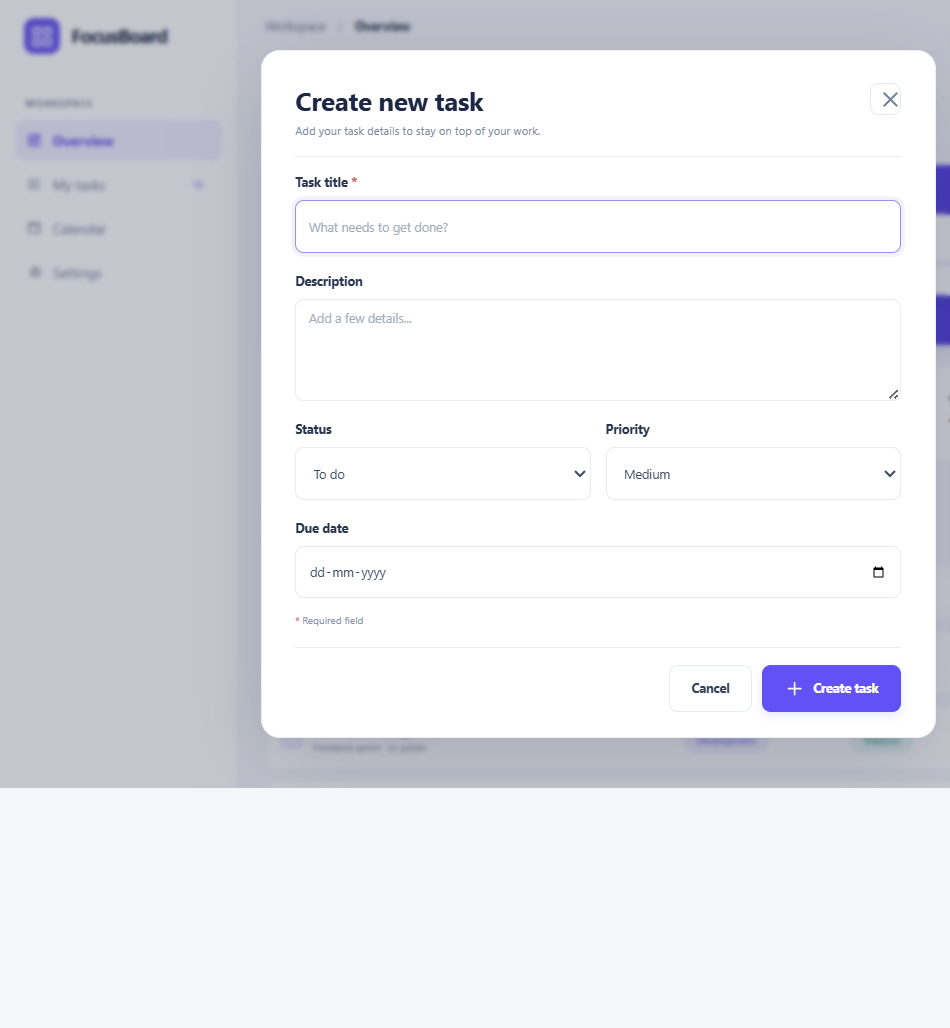 FocusBoard
Workspace / Overview
WORKSPACE
Overview
My tasks
Calendar
Settings
Create new task
Add your task details to stay on top of your work.
Task title *
What needs to get done?
Description
Add a few details...
Status
Priority
To do
Medium
Due date
dd-mm-yyyy
* Required field
Cancel
Create task
Development